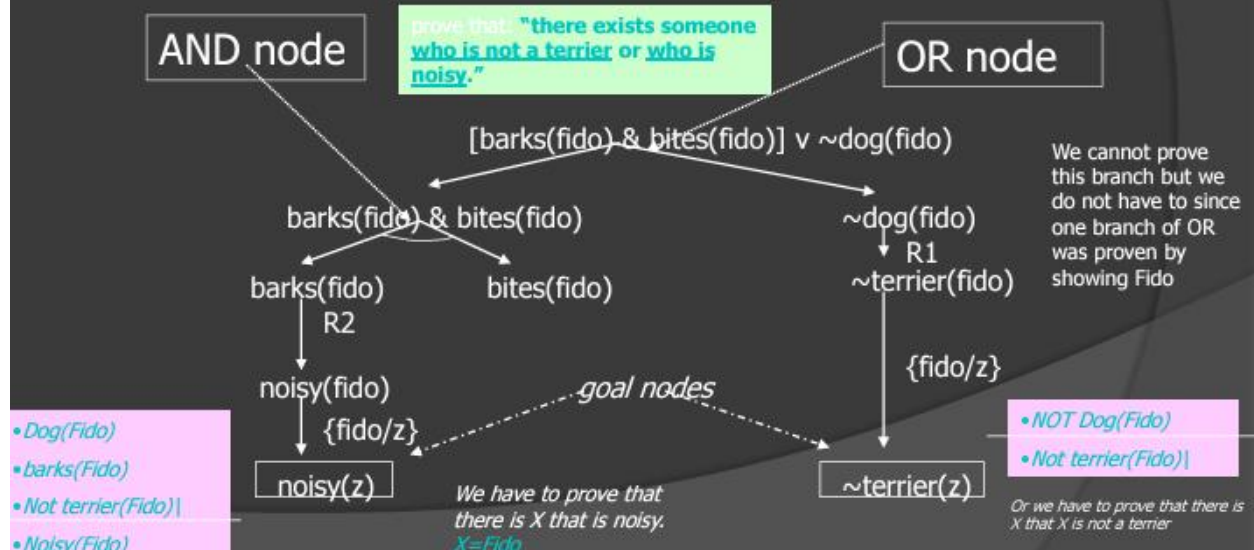 AND node
prove that: "there exists someone
who is not a terrier or who is
noisy."
OR node
[barks(fido) & bites(fido)] v ~dog(fido)
We cannot prove
this branch but we
do not have to since
one branch of OR
was proven by
showing Fido
barks(fido) & bites(fido)
~dog(fido)
R1
barks(fido)
bites(fido)
~terrier(fido)
R2
{fido/z}
noisy(fido)
goal nodes
{fido/z}
•Dog(Fido)
•barks(Fido)
•Not terrier(Fido)|
•Noisy(Fido)
noisy(z)
We have to prove that
there is X that is noisy.
X=Fido
~terrier(z)
•NOT Dog(Fido)
•Not terrier(Fido)|
Or we have to prove that there is
X that X is not a terrier